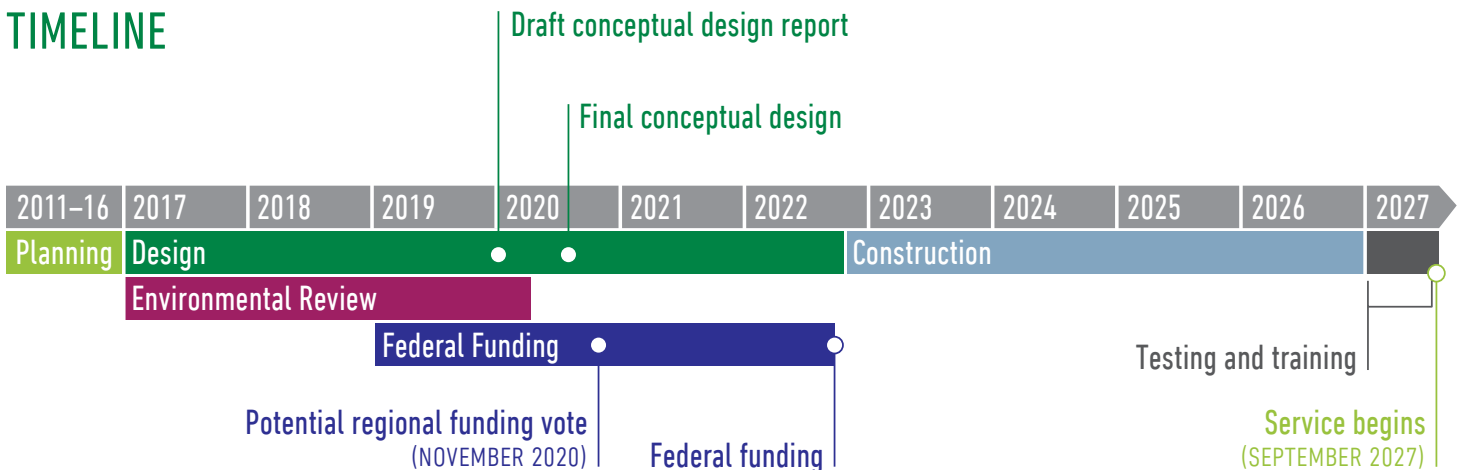 TIMELINE
Draft conceptual design report
Final conceptual design
2011–16 2017 2018 2019 2020 2021 2022 2023 2024 2025 2026 2027
Planning Design Construction
Environmental Review
Federal Funding
Testing and training
Potential regional funding vote
(NOVEMBER 2020)
Federal funding
Service begins
(SEPTEMBER 2027)